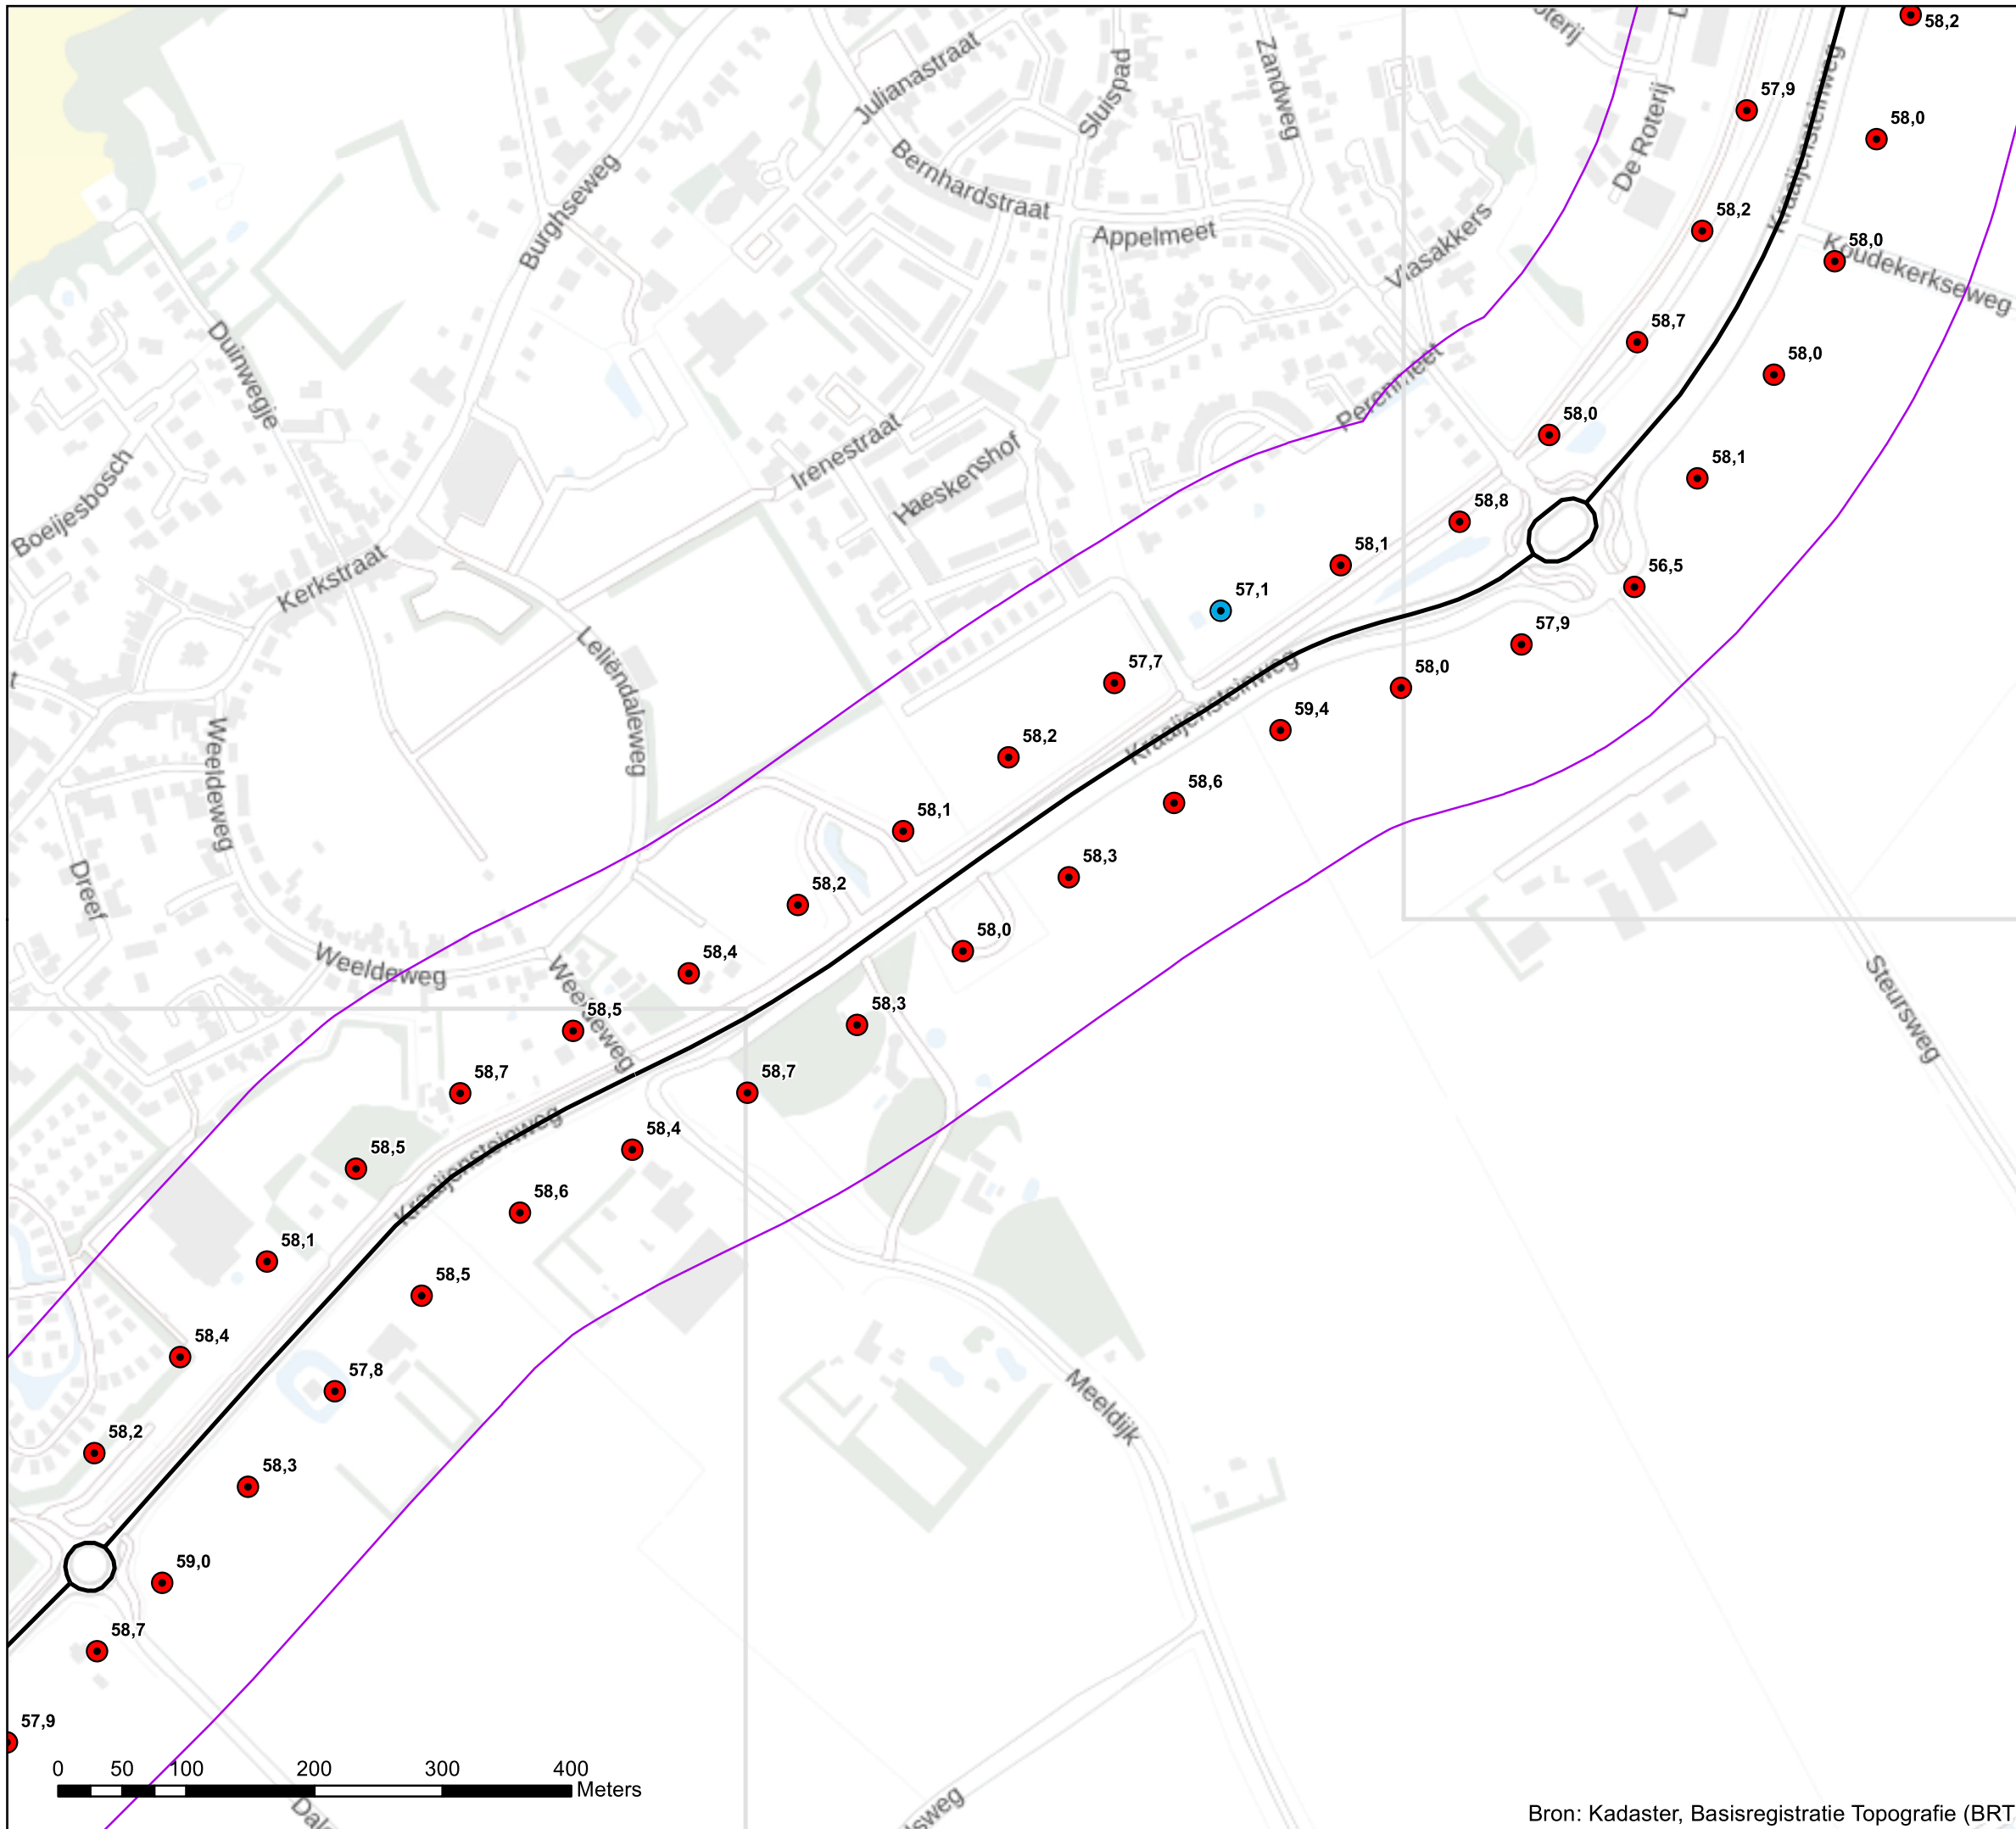 58,2
57,9
58,0
58,2
58,0
58,7
58,0
58,0
58,1
58,8
58,1
57,1
56,5
57,9
58,0
57,7
59,4
58,2
58,6
58,1
58,3
58,2
58,0
58,4
58,3
58,5
58,7
58,7
58,4
58,5
58,6
58,1
58,5
58,4
57,8
58,2
58,3
59,0
58,7
57,9
Julianastraat
Sluispad
Zandweg
De Roterij
Kraaijensteinweg
Bernhardstraat
Appelmeet
Vlasakkers
Koudekerkseweg
Burghseweg
Duinwegje
Perenmeet
Irenestraat
Haeskenshof
Boeijesbosch
Kerkstraat
Leliëndaleweg
Kraaijensteinweg
Weeldeweg
Dreef
Weeldeweg
Weeldeweg
Steursweg
Kraaijensteinweg
Meeldijk
0 50 100 200 300 400
Meters
Bron: Kadaster, Basisregistratie Topografie (BRT